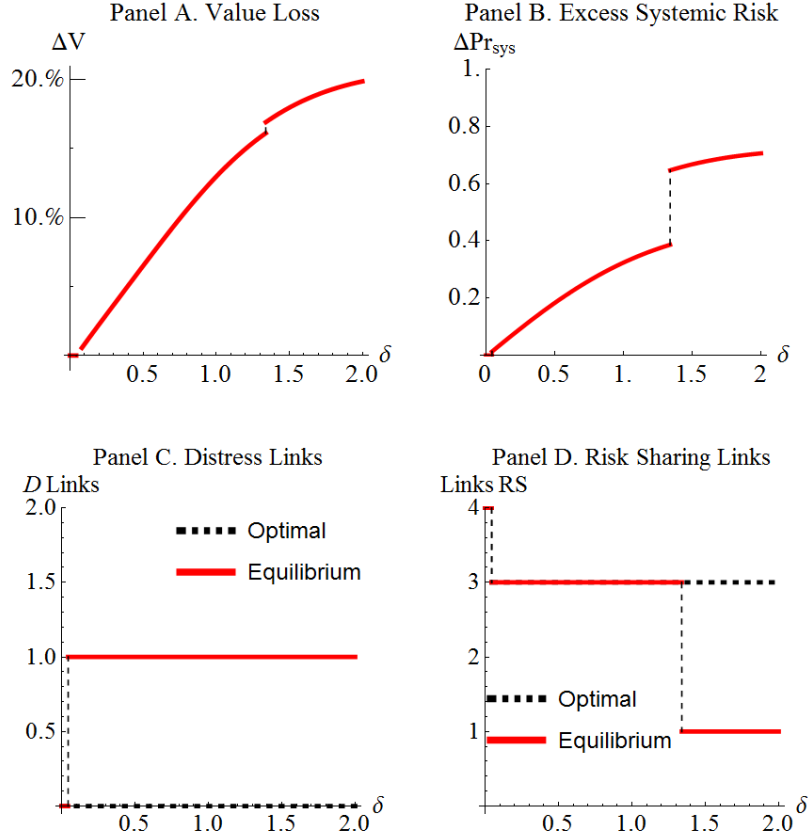 Panel A. Value Loss
ΔV
20.%
10.%
0.5
1.0
1.5
2.0
δ
Panel B. Excess Systemic Risk
ΔPrsys
1.
0.8
0.6
0.4
0.2
0
0.5
1.
1.5
2
δ
Panel C. Distress Links
D Links
2.0
1.5
1.0
0.5
Optimal
Equilibrium
0.5
1.0
1.5
2.0
δ
Panel D. Risk Sharing Links
Links RS
4
3
2
1
Optimal
Equilibrium
0.5
1.0
1.5
2.0
δ